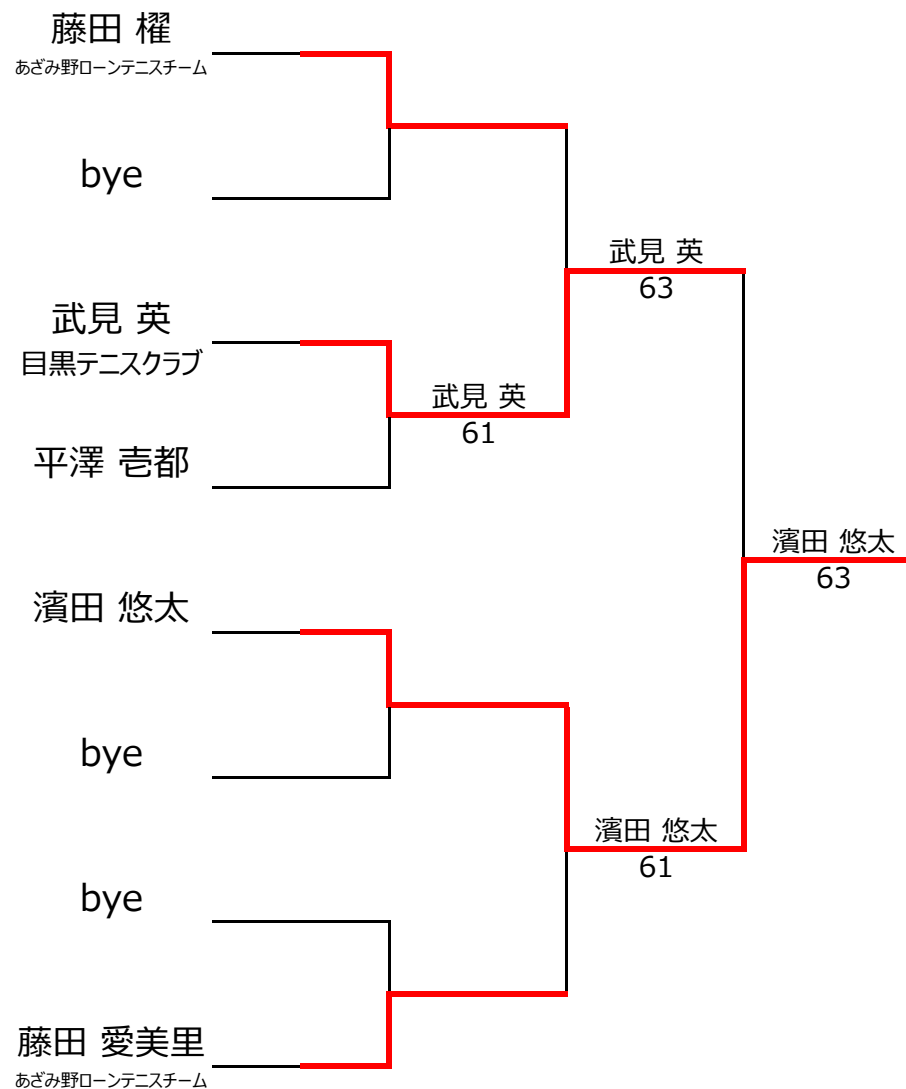 藤田 櫂
あざみ野ローンテニスチーム
bye
武見 英
63
武見 英
目黒テニスクラブ
武見 英
61
平澤 壱都
濱田 悠太
63
濱田 悠太
bye
濱田 悠太
61
bye
藤田 愛美里
あざみ野ローンテニスチーム